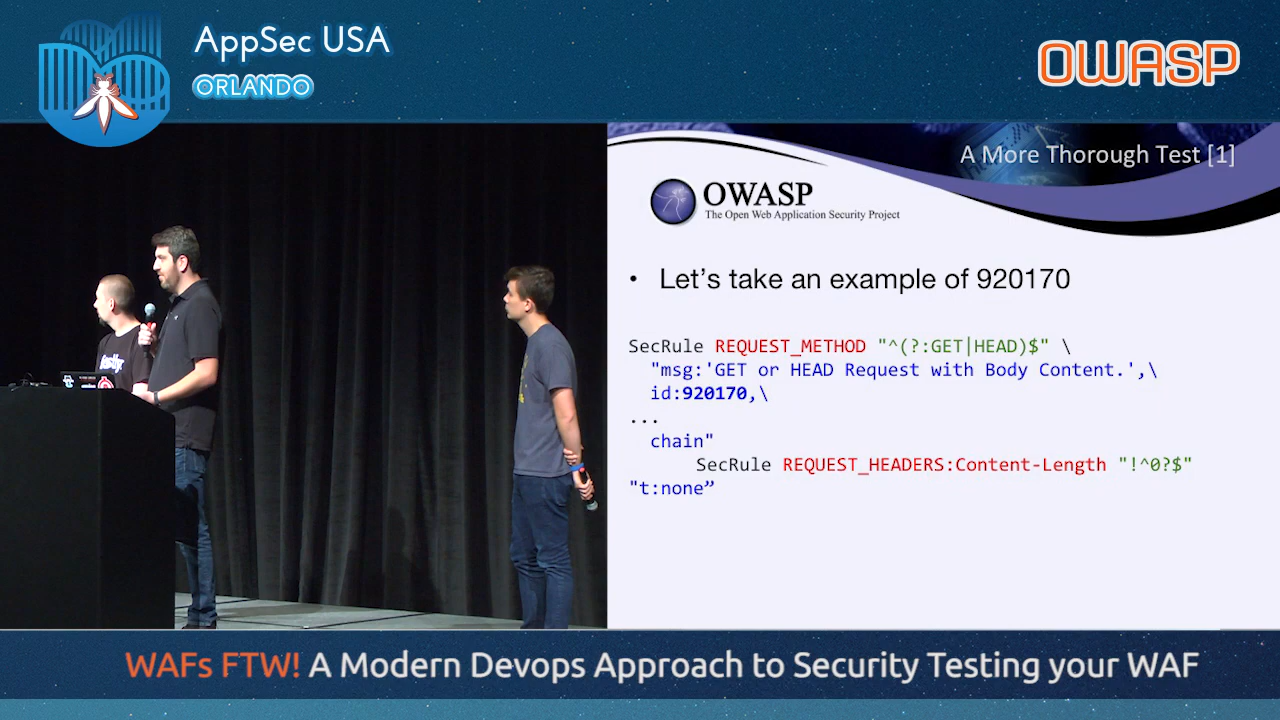 AppSec USA
ORLANDO
OWASP
A More Thorough Test [1]
OWASP
The Open Web Application Security Project
• Let's take an example of 920170
SecRule REQUEST_METHOD "^(?:GET|HEAD)$" \
"msg:'GET or HEAD Request with Body Content.',\
id:920170,\
...
chain"
SecRule REQUEST_HEADERS:Content-Length "!^0?$"
"t:none”
WAFs FTW! A Modern Devops Approach to Security Testing your WAF